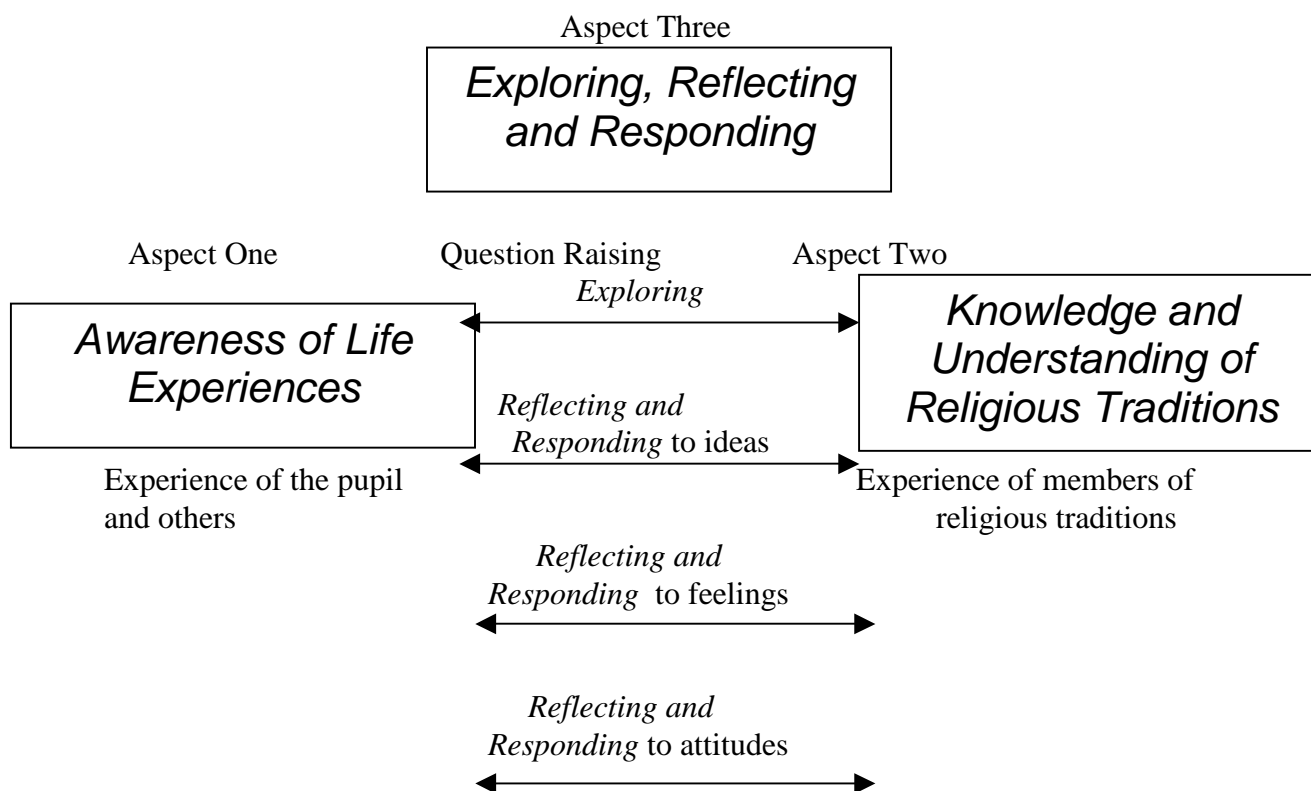 Aspect Three
Exploring, Reflecting
and Responding
Aspect One
Question Raising
Aspect Two
Exploring
Awareness of Life
Experiences
Knowledge and
Understanding of
Religious Traditions
Reflecting and
Responding to ideas
Experience of the pupil
and others
Experience of members of
religious traditions
Reflecting and
Responding to feelings
Reflecting and
Responding to attitudes